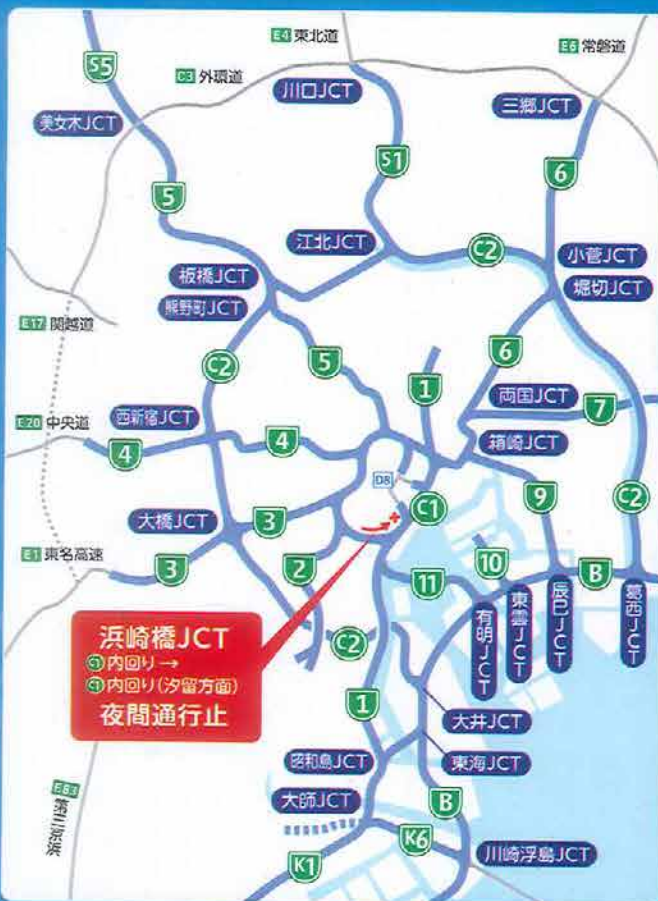 E4 東北道
E6 常磐道
S5
C3 外環道
川口JCT
三郷JCT
美女木JCT
S1
6
5
江北JCT
C2
小菅JCT
板橋JCT
堀切JCT
熊野町JCT
E17 関越道
C2
5
1
6
両国JCT
7
E20 中央道
西新宿JCT
4
4
箱崎JCT
D8
9
C2
C1
大橋JCT
3
E1 東名高速
3
2
11
10
B
有明JCT
東雲JCT
辰巳JCT
葛西JCT
浜崎橋JCT
C1内回り→
C1内回り(汐留方面)
夜間通行止
C2
1
大井JCT
昭和島JCT
東海JCT
E83
第三京浜
大師JCT
B
K6
K1
川崎浮島JCT